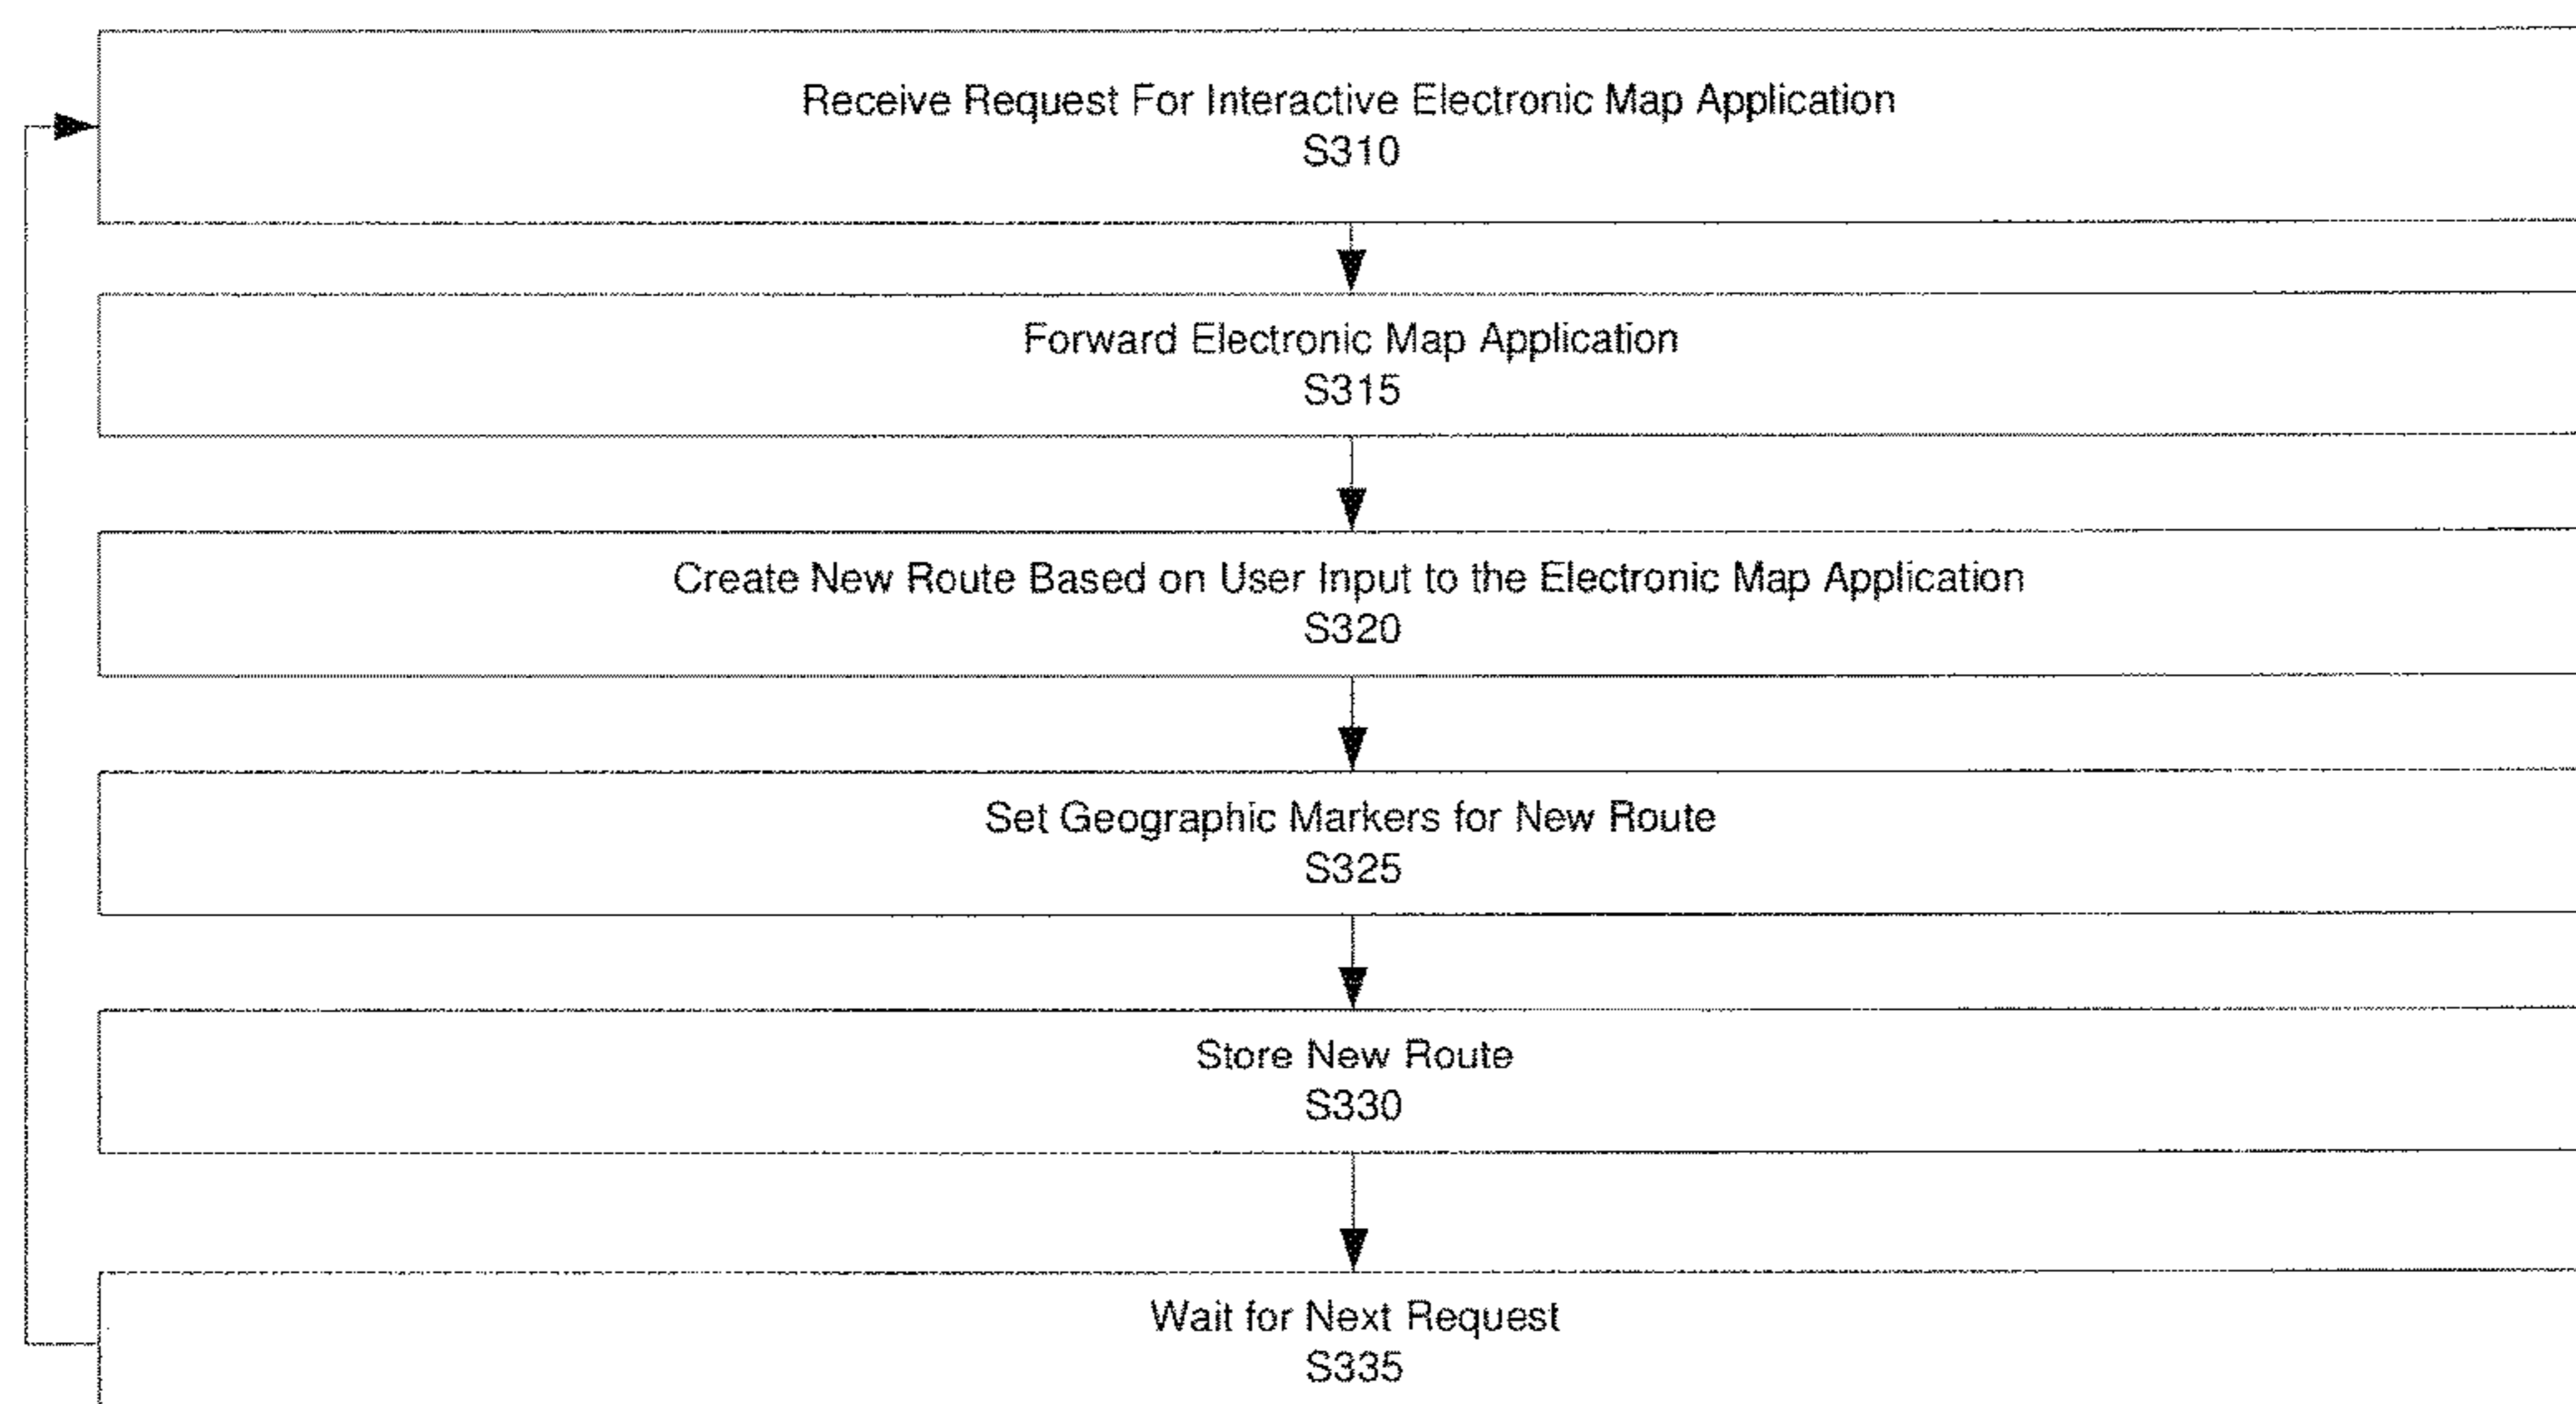 Receive Request For Interactive Electronic Map Application
S310
Forward Electronic Map Application
S315
Create New Route Based on User Input to the Electronic Map Application
S320
Set Geographic Markers for New Route
S325
Store New Route
S330
Wait for Next Request
S335